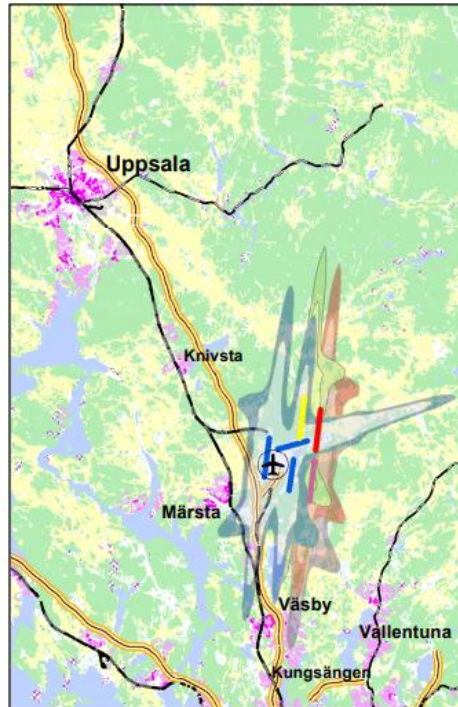 Uppsala
Knivsta
Märsta
Väsby
Vallentuna
Kungsängen